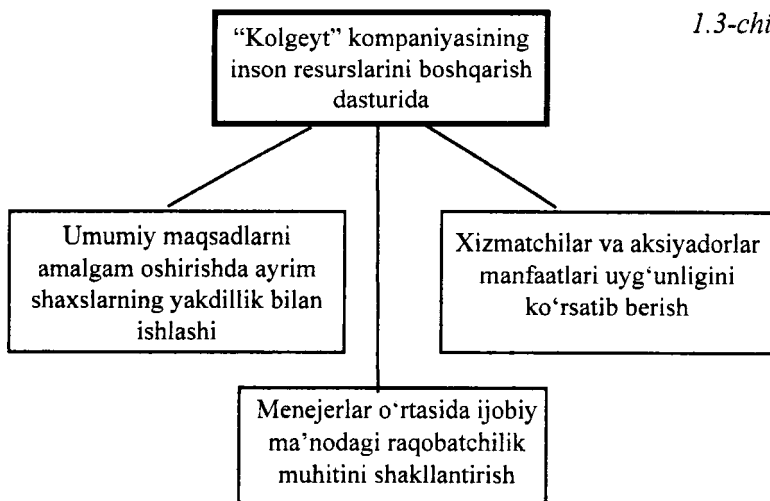 1.3-chi
“Kolgeyt” kompaniyasining
inson resurslarini boshqarish
dasturida
Umumiy maqsadlarni
amalgam oshirishda ayrim
shaxslarning yakdillik bilan
ishlashi
Xizmatchilar va aksiyadorlar
manfaatlari uyg‘unligini
ko‘rsatib berish
Menejerlar o‘rtasida ijobiy
ma’nodagi raqobatchilik
muhitini shakllantirish